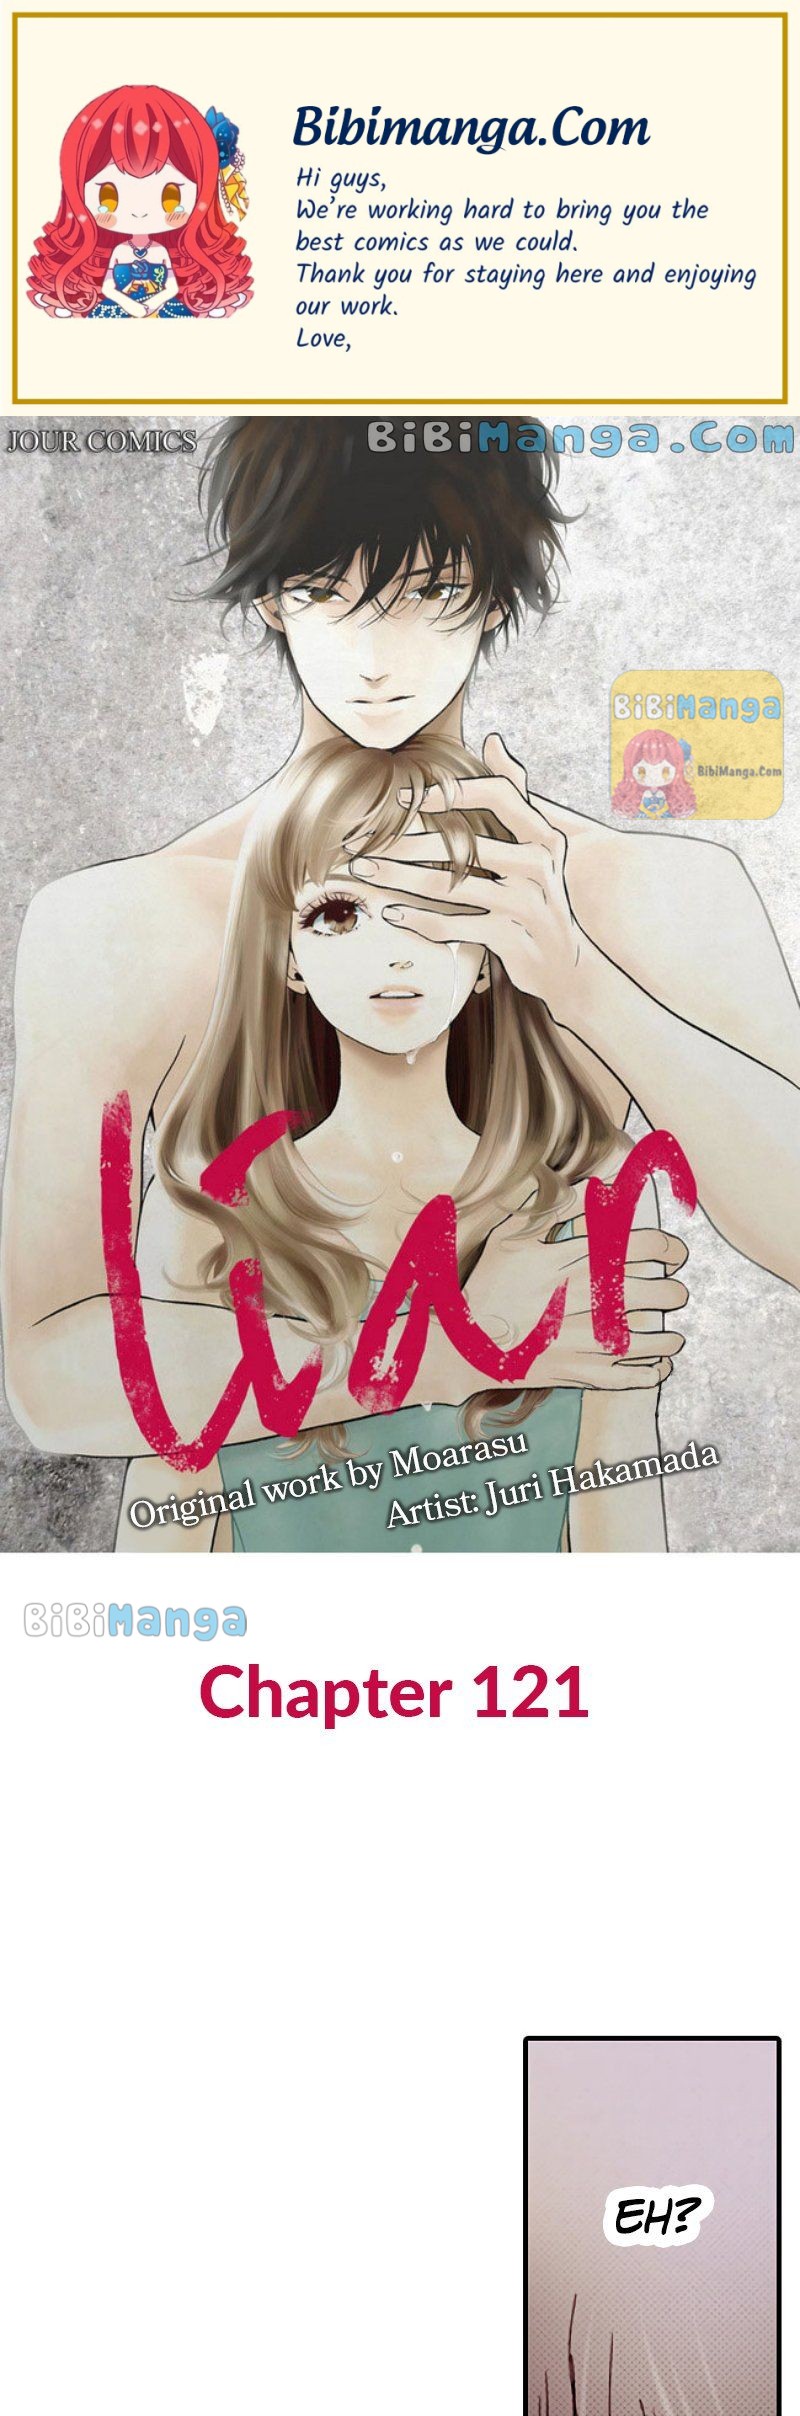 Bibimanga.Com
Hi guys,
We're working hard to bring you the
best comics as we could.
Thank you for staying here and enjoying
our work.
Love,
JOUR COMICS
BiBiManga.Com
BiBiManga
BibiManga.Com
liar
Original work by Moarasu
Artist: Juri Hakamada
BiBiManga
Chapter 121
EH?